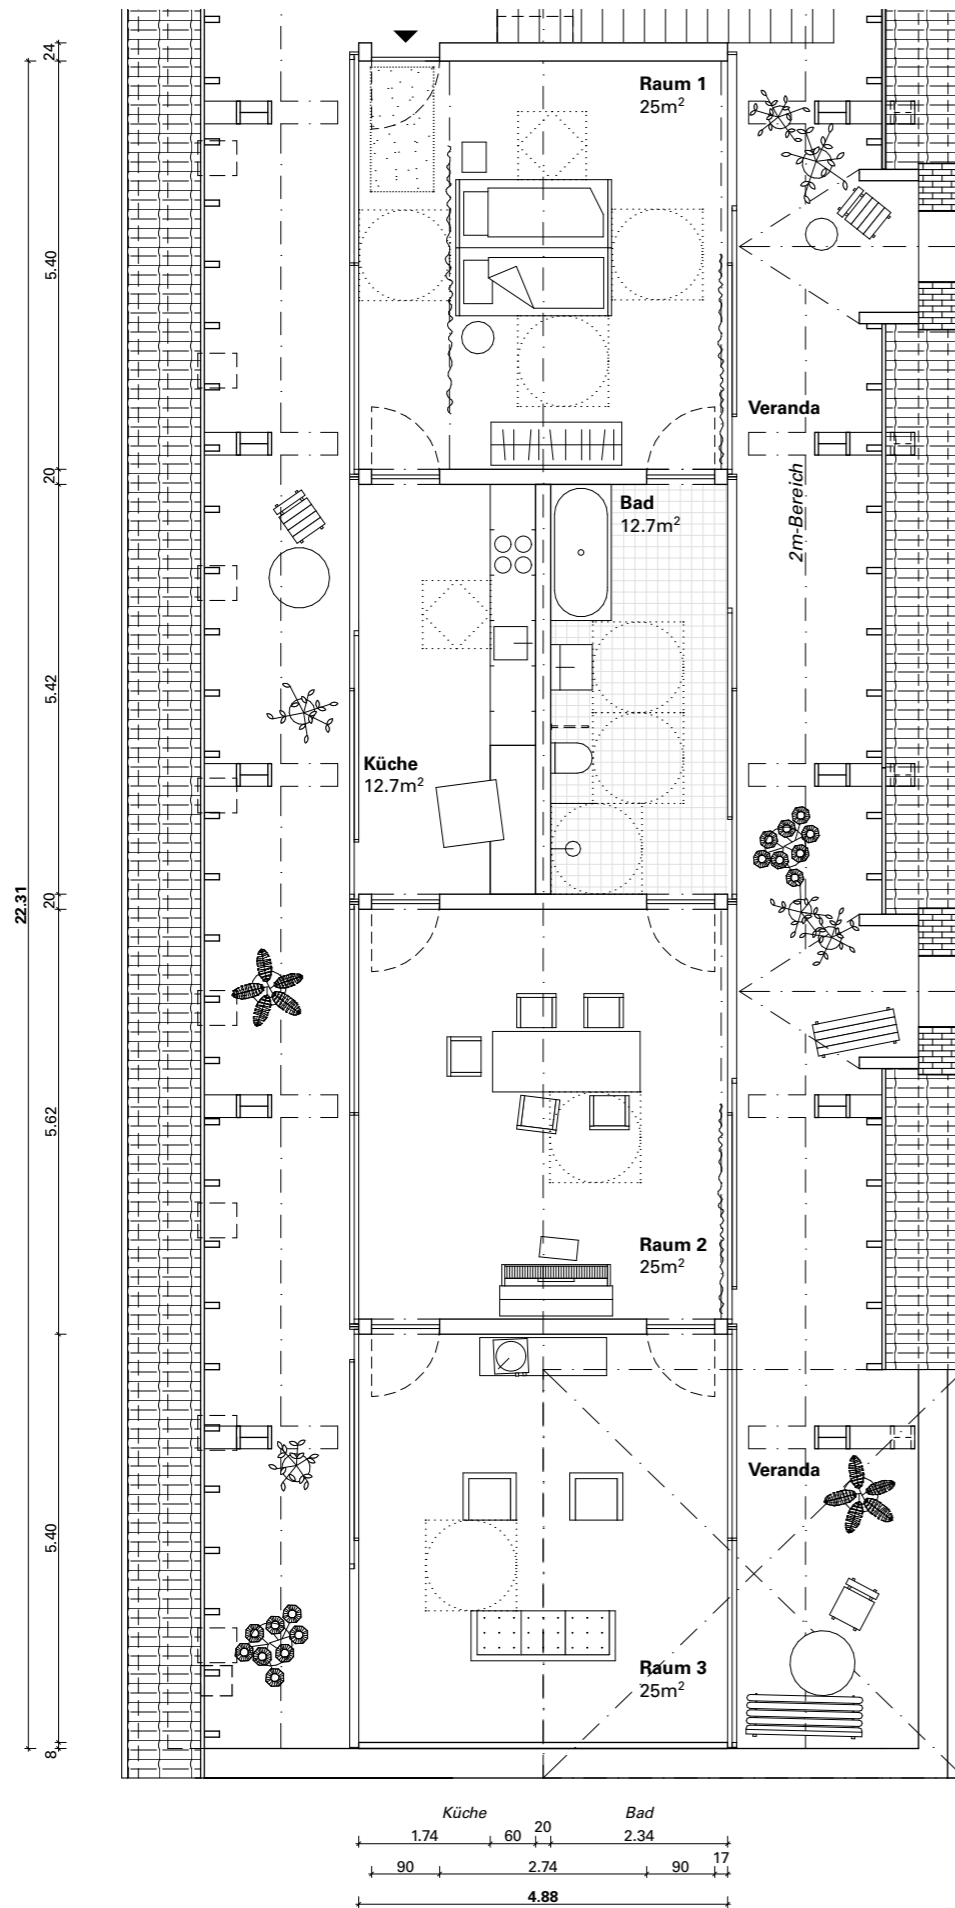 24
Raum 1
25m²
5.40
Veranda
20
2m-Bereich
Bad
12.7m²
5.42
Küche
12.7m²
22.31
20
5.62
Raum 2
25m²
Veranda
5.40
Raum 3
25m²
8
Küche
20
Bad
1.74
60
2.34
17
90
2.74
90
4.88